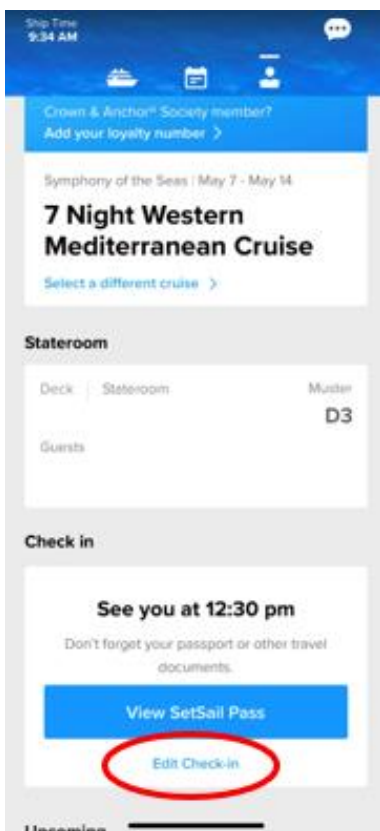 Ship Time
9:34 AM
Crown & Anchor® Society member?
Add your loyalty number >
Symphony of the Seas | May 7 - May 14
7 Night Western
Mediterranean Cruise
Select a different cruise >
Stateroom
Deck | Stateroom Muster
D3
Guests
Check in
See you at 12:30 pm
Don't forget your passport or other travel
documents.
View SetSail Pass
Edit Check-in
Upcoming